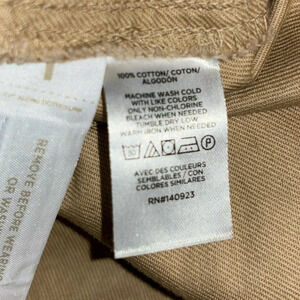 100% COTTON/ COTON/
ALGODÓN
MACHINE WASH COLD
WITH LIKE COLORS
ONLY NON-CHLORINE
BLEACH WHEN NEEDED
TUMBLE DRY LOW
WARM IRON WHEN NEEDED
AVEC DES COULEURS
SEMBLABLES / CON
COLORES SIMILARES
RN#140923
REMOVE BEFORE WEARING
OR WASHING